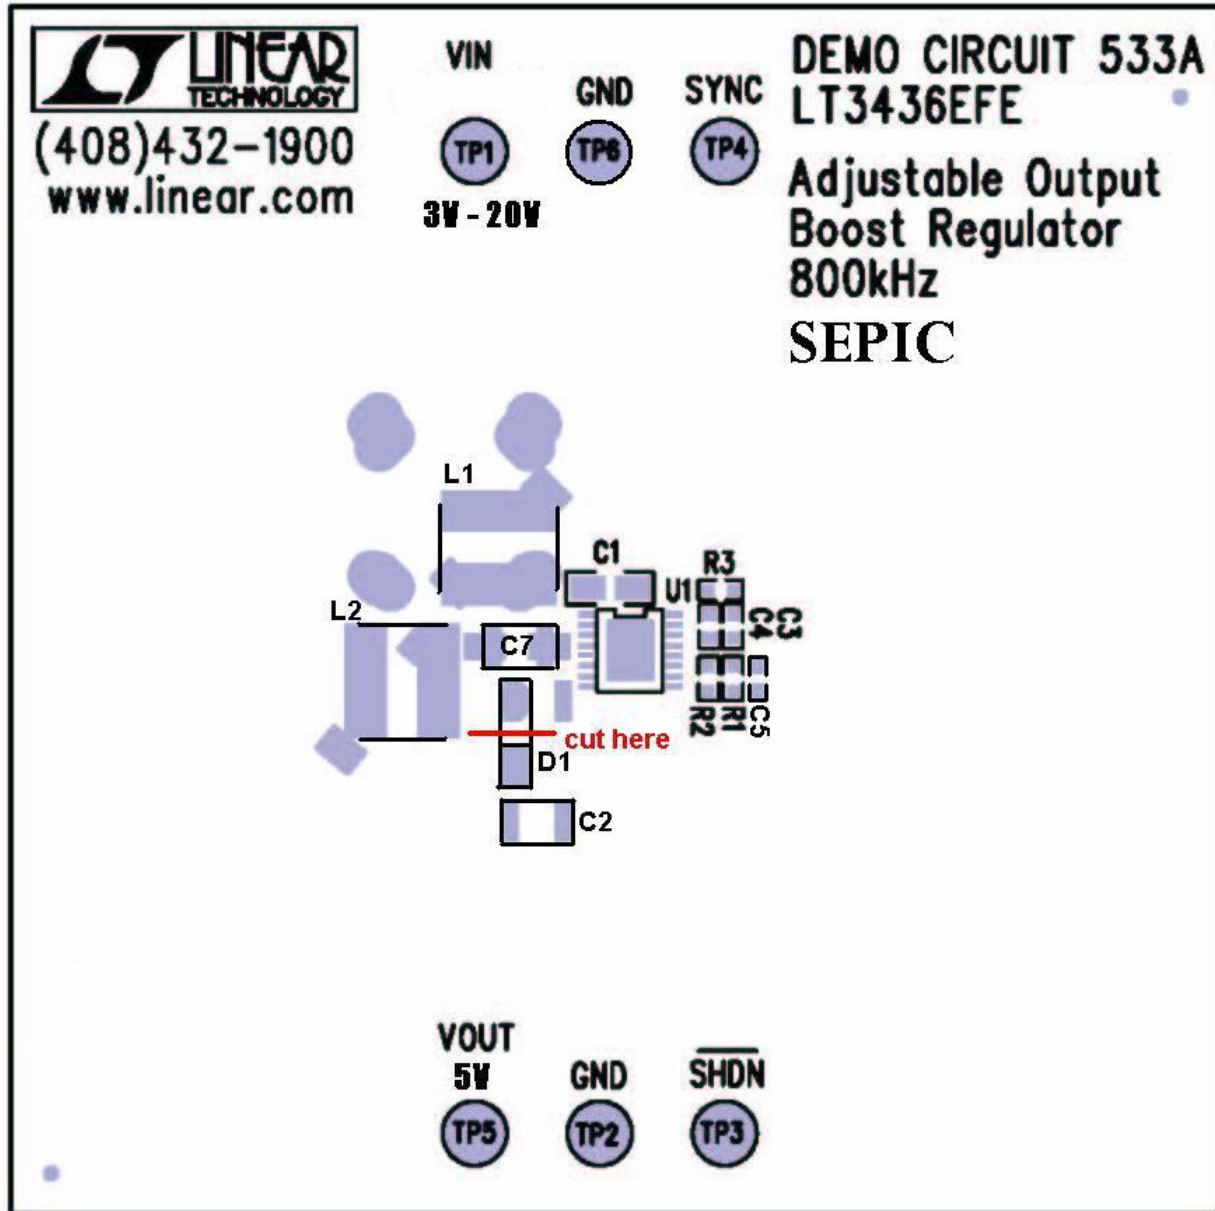 LINEAR
TECHNOLOGY
(408)432-1900
www.linear.com
VIN
GND
SYNC
TP1
TP6
TP4
3V - 20V
DEMO CIRCUIT 533A
LT3436EFE
Adjustable Output
Boost Regulator
800kHz
SEPIC
L1
C1
R3
U1
C4
C3
L2
C7
R2
R1
C5
cut here
D1
C2
VOUT
5V
GND
SHDN
TP5
TP2
TP3